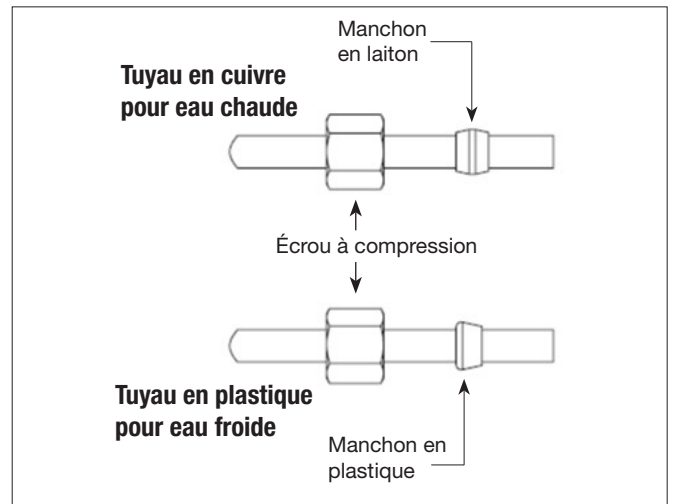 Manchon
en laiton
Tuyau en cuivre
pour eau chaude
Écrou à compression
Tuyau en plastique
pour eau froide
Manchon en
plastique